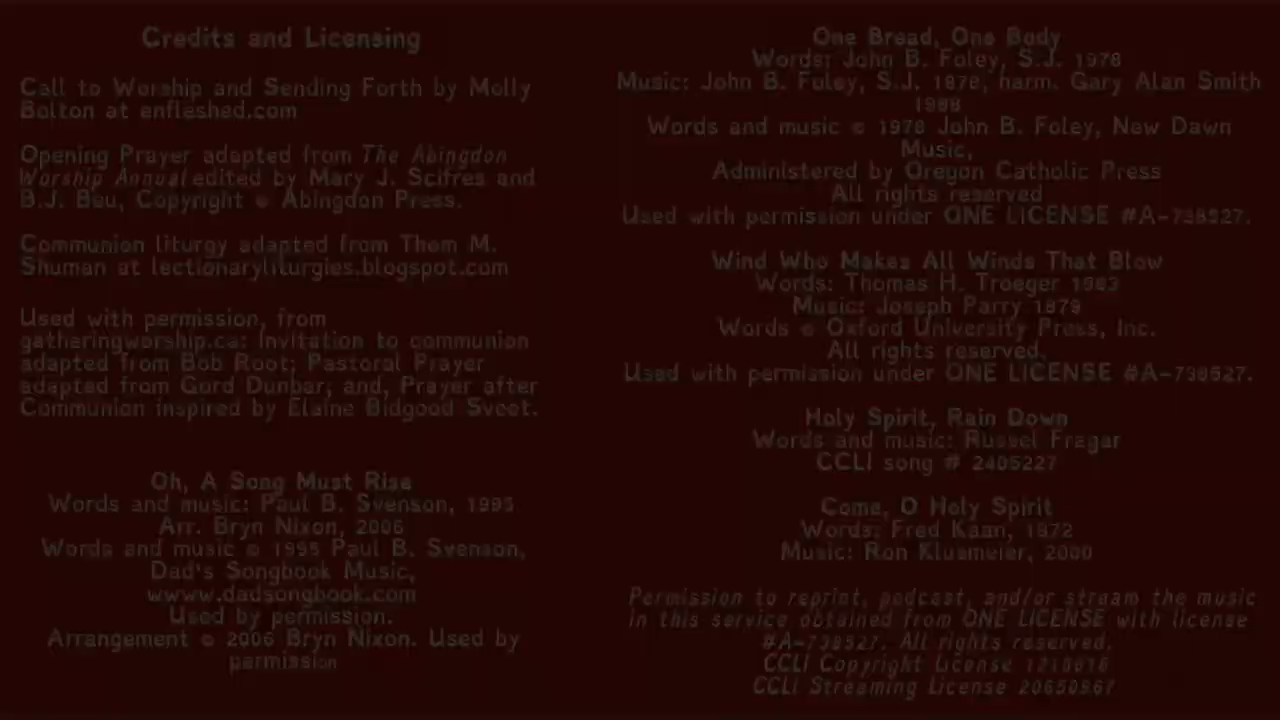 Credits and Licensing
Call to Worship and Sending Forth by Molly
Bolton at enfleshed.com
Opening Prayer adapted from The Abingdon
Worship Annual edited by Mary J. Scifres and
B.J. Beu, Copyright © Abingdon Press.
Communion liturgy adapted from Thom M.
Shuman at lectionaryliturgies.blogspot.com
Used with permission, from
gatheringworship.ca: Invitation to communion
adapted from Bob Root; Pastoral Prayer
adapted from Gord Dunbar; and, Prayer after
Communion inspired by Elaine Bidgood Sveet.
Oh, A Song Must Rise
Words and music: Paul B. Svenson, 1995
Arr. Bryn Nixon, 2006
Words and music © 1995 Paul B. Svenson,
Dad's Songbook Music,
wwww.dadsongbook.com
Used by permission.
Arrangement © 2006 Bryn Nixon. Used by
permission
One Bread, One Body
Words: John B. Foley, S.J. 1978
Music: John B. Foley, S.J. 1978, harm. Gary Alan Smith
1988
Words and music © 1978 John B. Foley, New Dawn
Music,
Administered by Oregon Catholic Press
All rights reserved
Used with permission under ONE LICENSE #A-738527.
Wind Who Makes All Winds That Blow
Words: Thomas H. Troeger 1983
Music: Joseph Parry 1879
Words © Oxford University Press, Inc.
All rights reserved.
Used with permission under ONE LICENSE #A-738527.
Holy Spirit, Rain Down
Words and music: Russel Fragar
CCLI song # 2405227
Come, O Holy Spirit
Words: Fred Kaan, 1972
Music: Ron Klusmeier, 2000
Permission to reprint, podcast, and/or stream the music
in this service obtained from ONE LICENSE with license
#A-738527. All rights reserved.
CCLI Copyright License
CCLI Streaming License